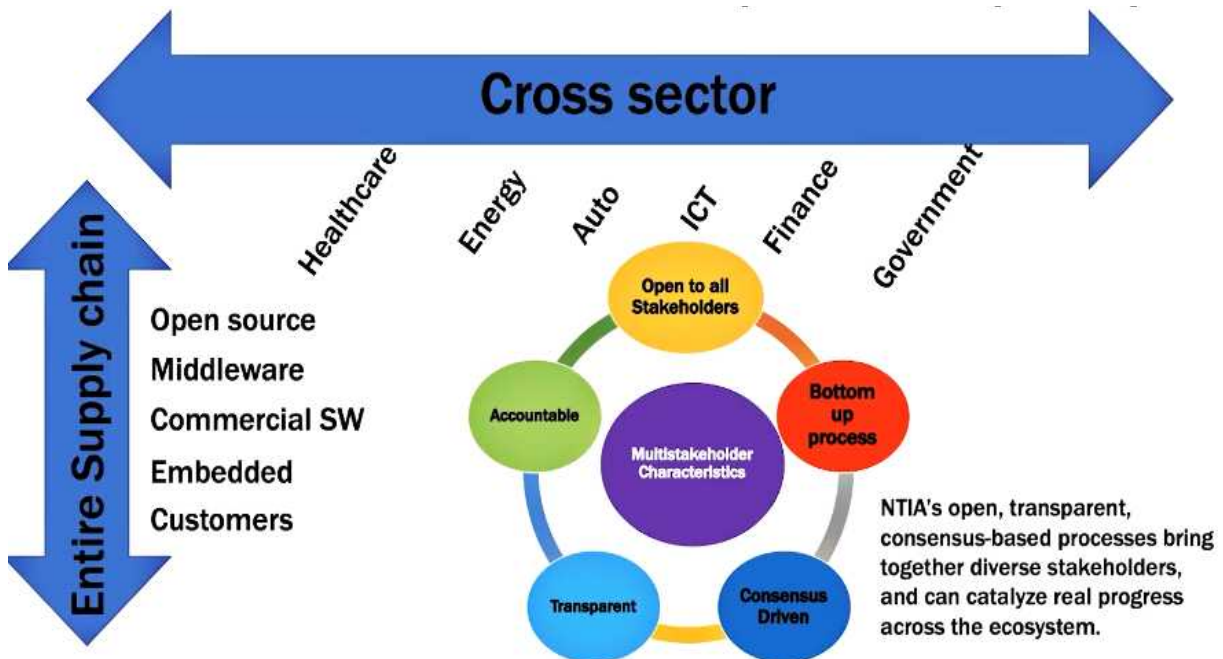 Cross sector
Healthcare
Energy
Auto
ICT
Finance
Government
Entire Supply chain
Open source
Middleware
Commercial SW
Embedded
Customers
Open to all
Stakeholders
Accountable
Bottom
up
process
Multistakeholder
Characteristics
Transparent
Consensus
Driven
NTIA's open, transparent,
consensus-based processes bring
together diverse stakeholders,
and can catalyze real progress
across the ecosystem.